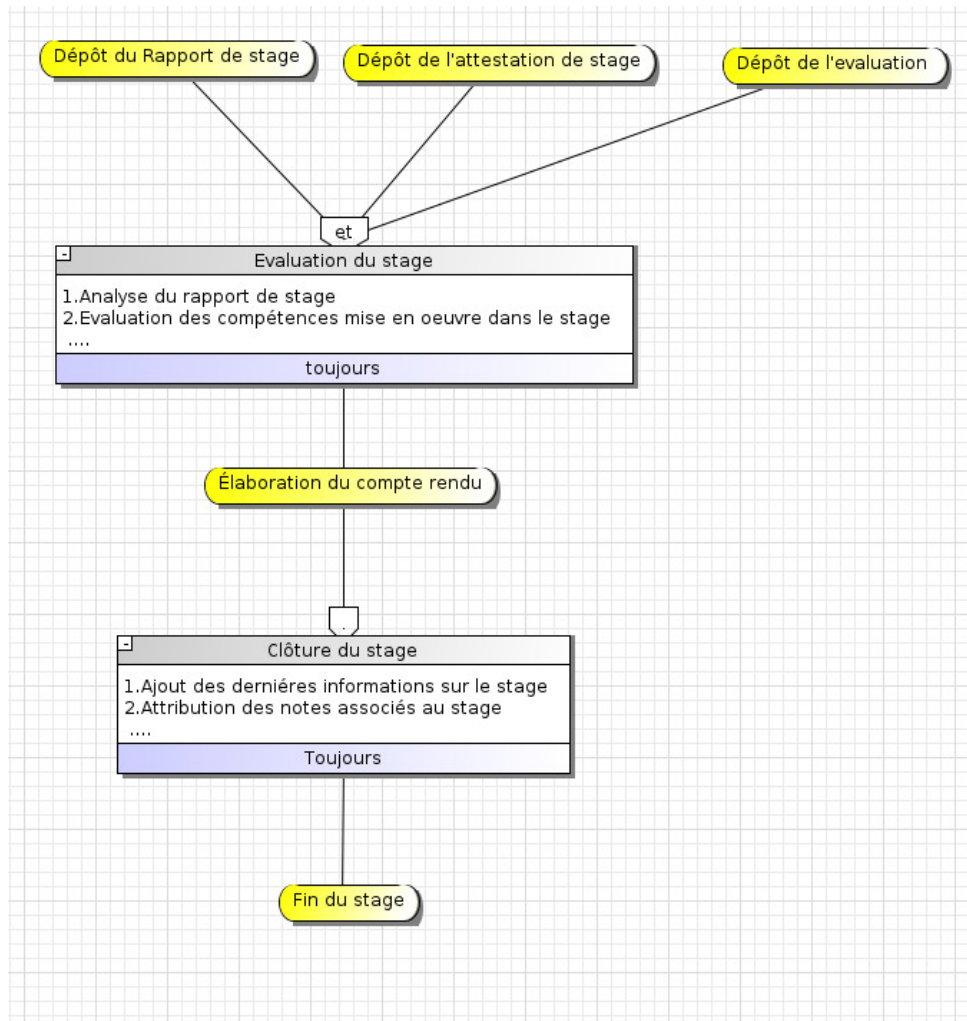 Dépôt du Rapport de stage
Dépôt de l'attestation de stage
Dépôt de l'evaluation
et
-
Evaluation du stage
1.Analyse du rapport de stage
2.Evaluation des compétences mise en oeuvre dans le stage
....
toujours
Élaboration du compte rendu
.
-
Clôture du stage
1.Ajout des derniéres informations sur le stage
2.Attribution des notes associés au stage
....
Toujours
Fin du stage